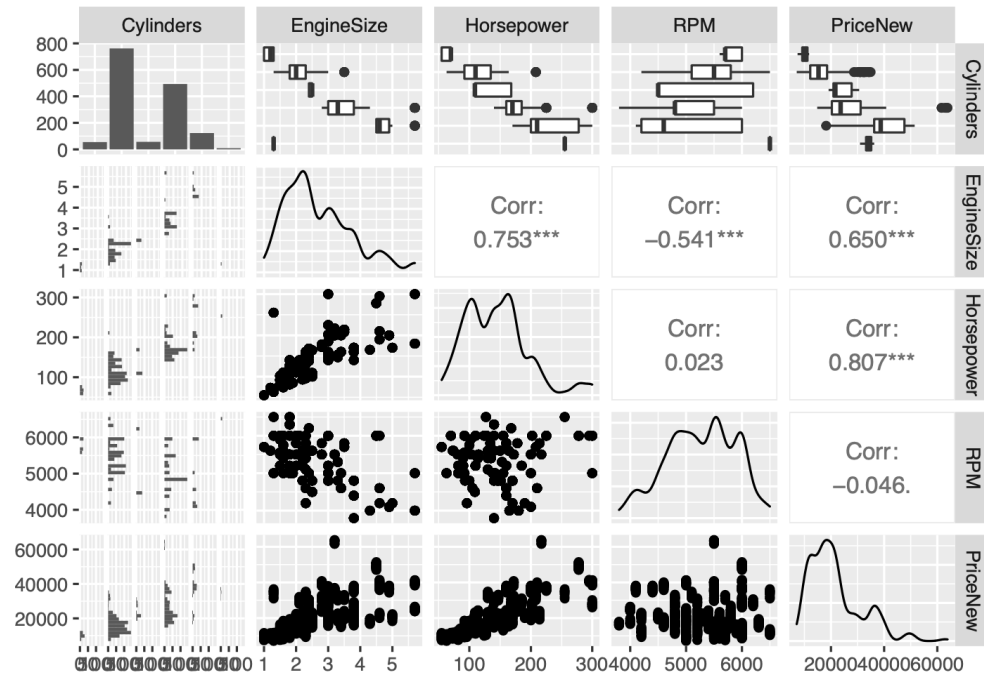 Cylinders EngineSize Horsepower RPM PriceNew
800
600
400
200
0
Cylinders
5
4
3
2
1
Corr:
0.753***
Corr:
−0.541***
Corr:
0.650***
EngineSize
300
200
100
Corr:
0.023
Corr:
0.807***
Horsepower
6000
5000
4000
Corr:
−0.046.
RPM
60000
40000
20000
PriceNew
1 2 3 4 5
100 200 300
4000 5000 6000
20000 40000 60000